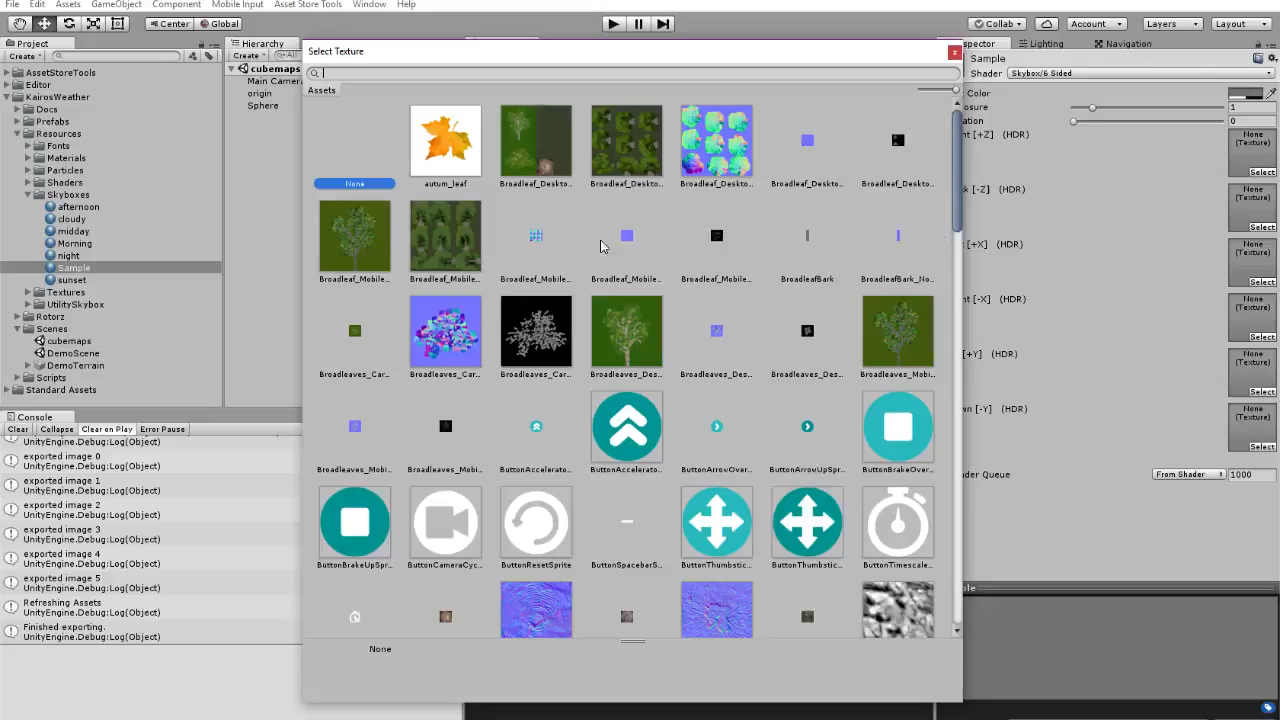 File Edit Assets GameObject Component Mobile Input Asset Store Tools Window Help
Center Global
Collab Account Layers Layout
Project
Create
AssetStoreTools
Editor
KairosWeather
Docs
Prefabs
Resources
Fonts
Materials
Particles
Shaders
Skyboxes
afternoon
cloudy
midday
Morning
night
Sample
sunset
Textures
UtilitySkybox
Rotorz
Scenes
cubemaps
DemoScene
DemoTerrain
Scripts
Standard Assets
Hierarchy
Create All
cubemaps
Main Camera
origin
Sphere
Console
Clear Collapse Clear on Play Error Pause
UnityEngine.Debug:Log(Object)
exported image 0
UnityEngine.Debug:Log(Object)
exported image 1
UnityEngine.Debug:Log(Object)
exported image 2
UnityEngine.Debug:Log(Object)
exported image 3
UnityEngine.Debug:Log(Object)
exported image 4
UnityEngine.Debug:Log(Object)
exported image 5
UnityEngine.Debug:Log(Object)
Refreshing Assets
UnityEngine.Debug:Log(Object)
Finished exporting.
UnityEngine.Debug:Log(Object)
Select Texture
Assets
None autum_leaf Broadleaf_Deskto... Broadleaf_Deskto... Broadleaf_Deskto... Broadleaf_Deskto... Broadleaf_Deskto...
Broadleaf_Mobile... Broadleaf_Mobile... Broadleaf_Mobile... Broadleaf_Mobile... Broadleaf_Mobile... BroadleafBark BroadleafBark_No...
Broadleaves_Car... Broadleaves_Car... Broadleaves_Car... Broadleaves_Des... Broadleaves_Des... Broadleaves_Des... Broadleaves_Mobi...
Broadleaves_Mobi... Broadleaves_Mobi... ButtonAccelerato... ButtonAccelerato... ButtonArrowOver... ButtonArrowUpSpr... ButtonBrakeOver...
ButtonBrakeUpSpr... ButtonCameraCyc... ButtonResetSprite ButtonSpacebarS... ButtonThumbstic... ButtonThumbstic... ButtonTimescale...
None
spector Lighting Navigation
Sample
Shader Skybox/6 Sided
Color
posure 1
ation 0
nt [+Z] (HDR)
None
(Texture)
Select
k [-Z] (HDR)
None
(Texture)
Select
[+X] (HDR)
None
(Texture)
Select
nt [-X] (HDR)
None
(Texture)
Select
[+Y] (HDR)
None
(Texture)
Select
wn [-Y] (HDR)
None
(Texture)
Select
der Queue From Shader 1000